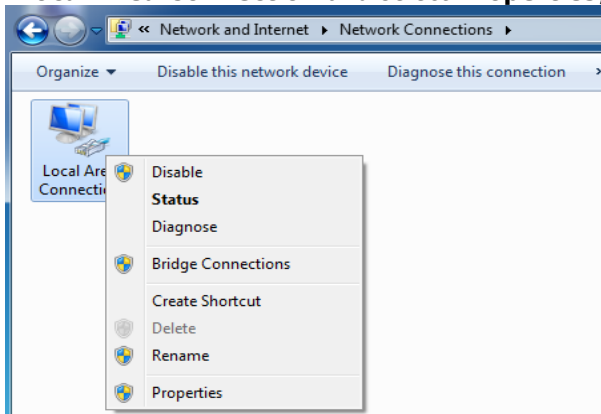 « Network and Internet ▸ Network Connections ▸
Organize ▾ Disable this network device Diagnose this connection
Local Are
Connecti
Disable
Status
Diagnose
Bridge Connections
Create Shortcut
Delete
Rename
Properties